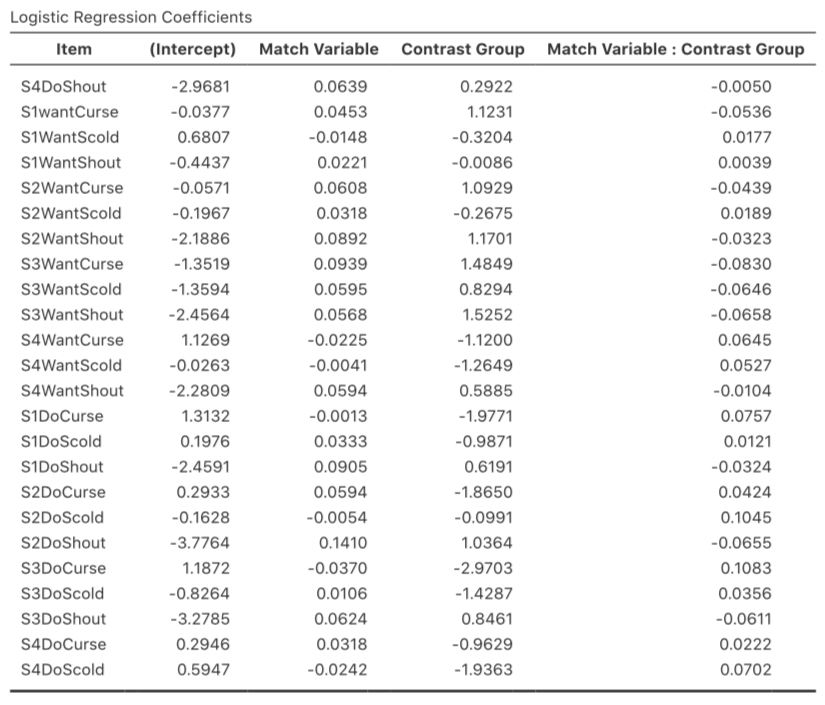 Logistic Regression Coefficients
Item (Intercept) Match Variable Contrast Group Match Variable : Contrast Group
S4DoShout -2.9681 0.0639 0.2922 -0.0050
S1wantCurse -0.0377 0.0453 1.1231 -0.0536
S1WantScold 0.6807 -0.0148 -0.3204 0.0177
S1WantShout -0.4437 0.0221 -0.0086 0.0039
S2WantCurse -0.0571 0.0608 1.0929 -0.0439
S2WantScold -0.1967 0.0318 -0.2675 0.0189
S2WantShout -2.1886 0.0892 1.1701 -0.0323
S3WantCurse -1.3519 0.0939 1.4849 -0.0830
S3WantScold -1.3594 0.0595 0.8294 -0.0646
S3WantShout -2.4564 0.0568 1.5252 -0.0658
S4WantCurse 1.1269 -0.0225 -1.1200 0.0645
S4WantScold -0.0263 -0.0041 -1.2649 0.0527
S4WantShout -2.2809 0.0594 0.5885 -0.0104
S1DoCurse 1.3132 -0.0013 -1.9771 0.0757
S1DoScold 0.1976 0.0333 -0.9871 0.0121
S1DoShout -2.4591 0.0905 0.6191 -0.0324
S2DoCurse 0.2933 0.0594 -1.8650 0.0424
S2DoScold -0.1628 -0.0054 -0.0991 0.1045
S2DoShout -3.7764 0.1410 1.0364 -0.0655
S3DoCurse 1.1872 -0.0370 -2.9703 0.1083
S3DoScold -0.8264 0.0106 -1.4287 0.0356
S3DoShout -3.2785 0.0624 0.8461 -0.0611
S4DoCurse 0.2946 0.0318 -0.9629 0.0222
S4DoScold 0.5947 -0.0242 -1.9363 0.0702